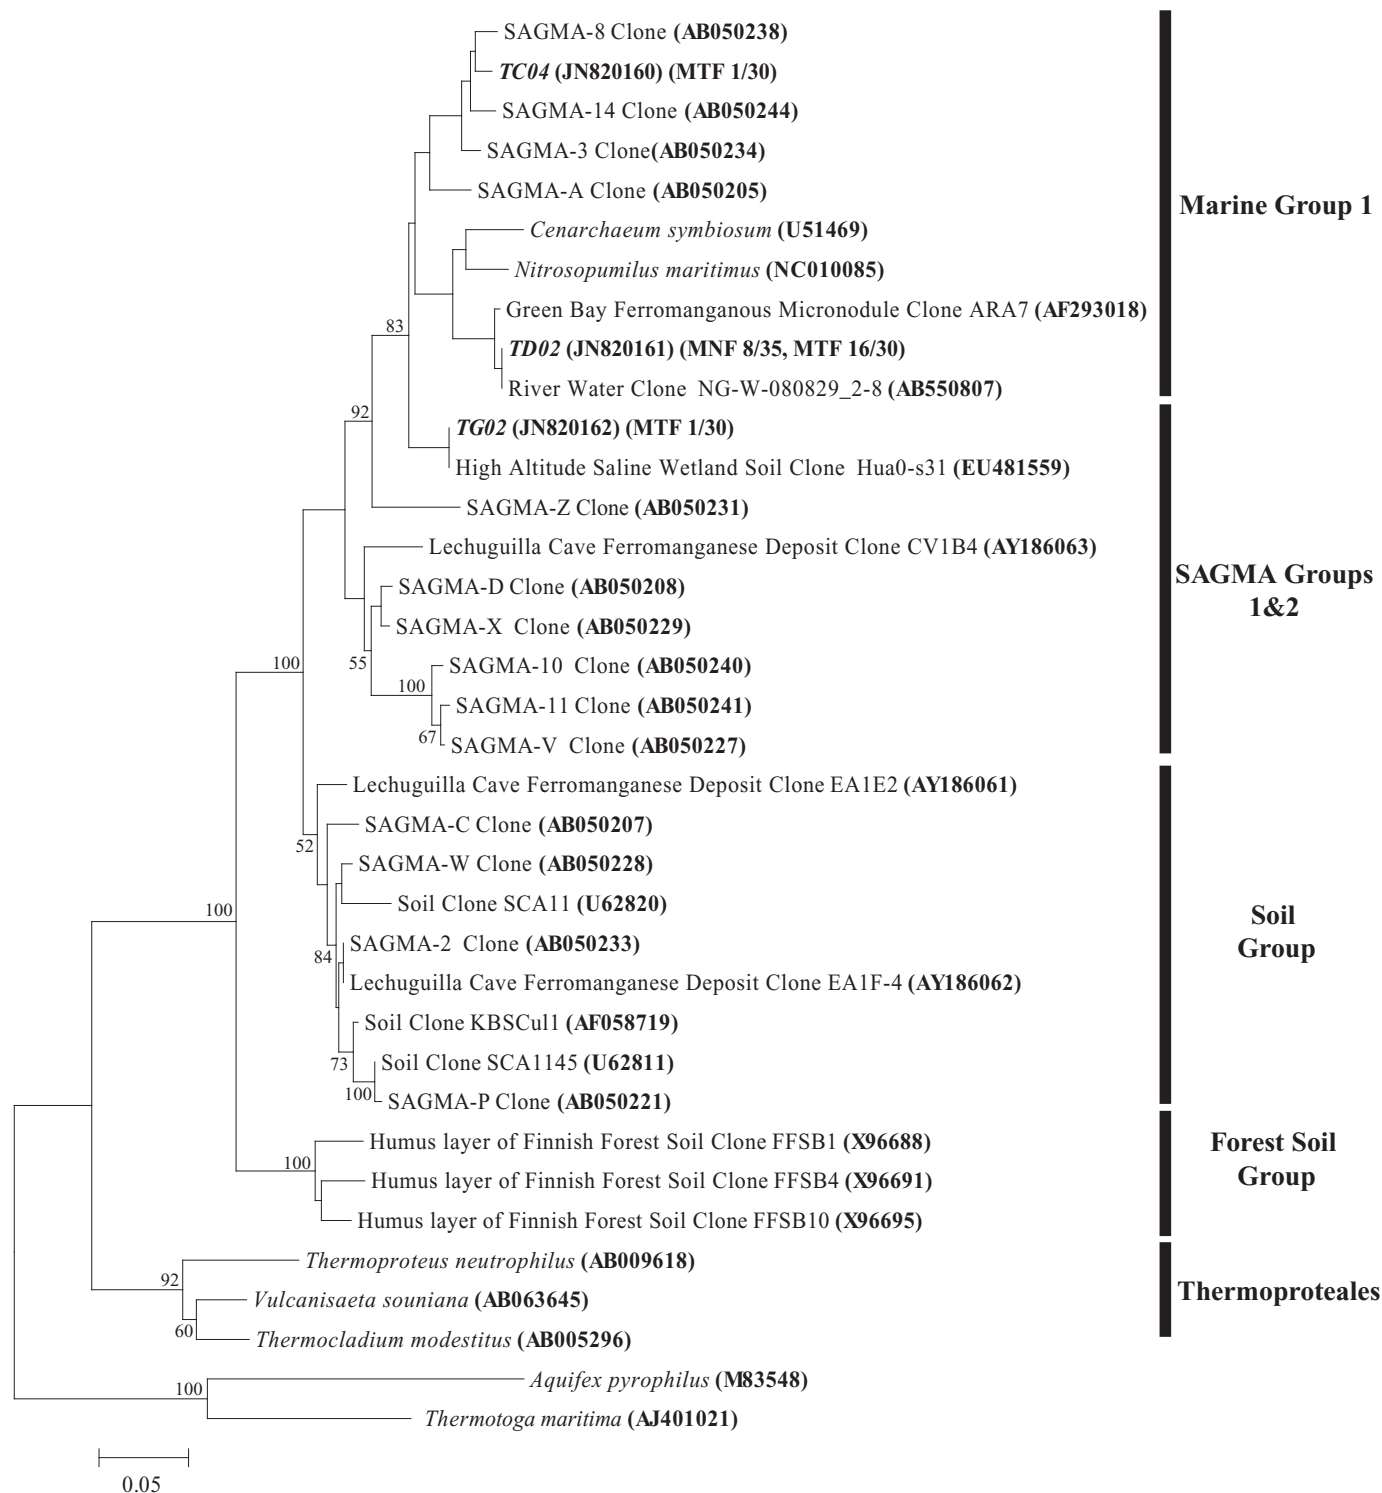 SAGMA-8 Clone (AB050238)
TC04 (JN820160) (MTF 1/30)
SAGMA-14 Clone (AB050244)
SAGMA-3 Clone(AB050234)
SAGMA-A Clone (AB050205)
Cenarchaeum symbiosum (U51469)
Nitrosopumilus maritimus (NC010085)
Green Bay Ferromanganous Micronodule Clone ARA7 (AF293018)
TD02 (JN820161) (MNF 8/35, MTF 16/30)
River Water Clone NG-W-080829_2-8 (AB550807)
Marine Group 1
83
92
TG02 (JN820162) (MTF 1/30)
High Altitude Saline Wetland Soil Clone Hua0-s31 (EU481559)
SAGMA-Z Clone (AB050231)
Lechuguilla Cave Ferromanganese Deposit Clone CV1B4 (AY186063)
SAGMA-D Clone (AB050208)
SAGMA-X Clone (AB050229)
SAGMA-10 Clone (AB050240)
SAGMA-11 Clone (AB050241)
SAGMA-V Clone (AB050227)
SAGMA Groups
1&2
55
100
100
67
Lechuguilla Cave Ferromanganese Deposit Clone EA1E2 (AY186061)
SAGMA-C Clone (AB050207)
SAGMA-W Clone (AB050228)
Soil Clone SCA11 (U62820)
SAGMA-2 Clone (AB050233)
Lechuguilla Cave Ferromanganese Deposit Clone EA1F-4 (AY186062)
Soil Clone KBSCul1 (AF058719)
Soil Clone SCA1145 (U62811)
SAGMA-P Clone (AB050221)
Soil
Group
52
100
84
73
100
Humus layer of Finnish Forest Soil Clone FFSB1 (X96688)
Humus layer of Finnish Forest Soil Clone FFSB4 (X96691)
Humus layer of Finnish Forest Soil Clone FFSB10 (X96695)
Forest Soil
Group
100
Thermoproteus neutrophilus (AB009618)
Vulcanisaeta souniana (AB063645)
Thermocladium modestitus (AB005296)
Thermoproteales
92
60
Aquifex pyrophilus (M83548)
Thermotoga maritima (AJ401021)
100
0.05